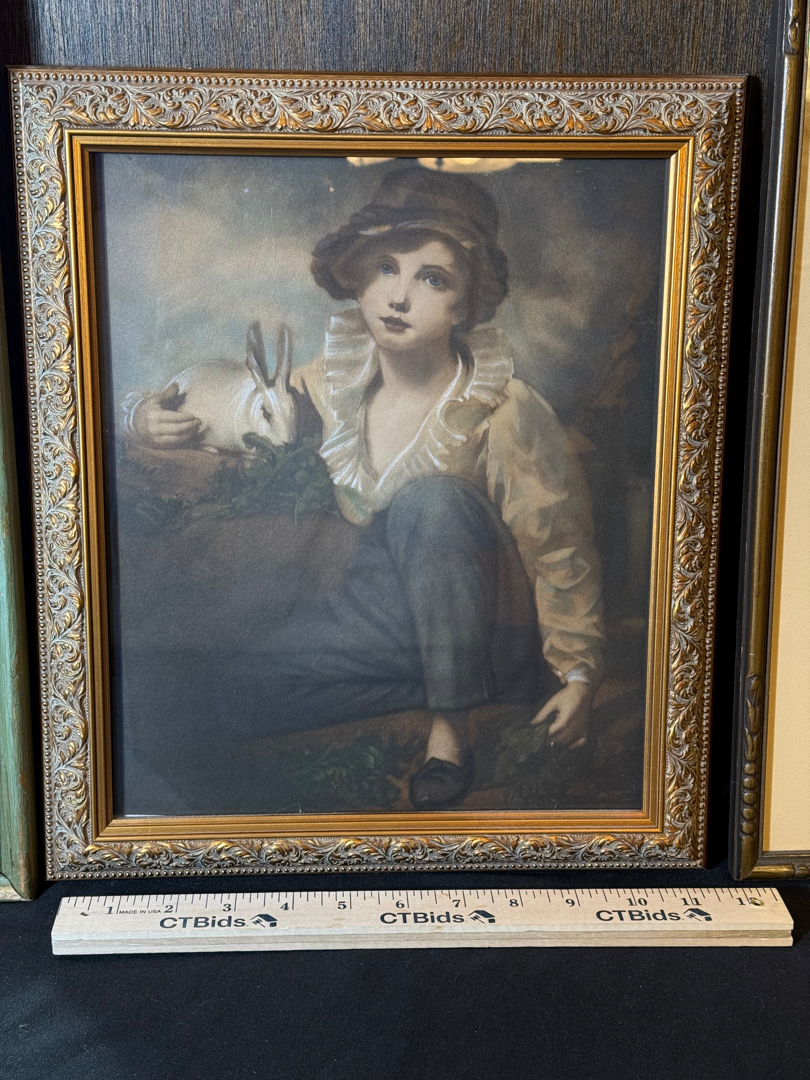 1 MADE IN USA 2 3 4 5 6 7 8 9 10 11
CTBids CTBids CTBids